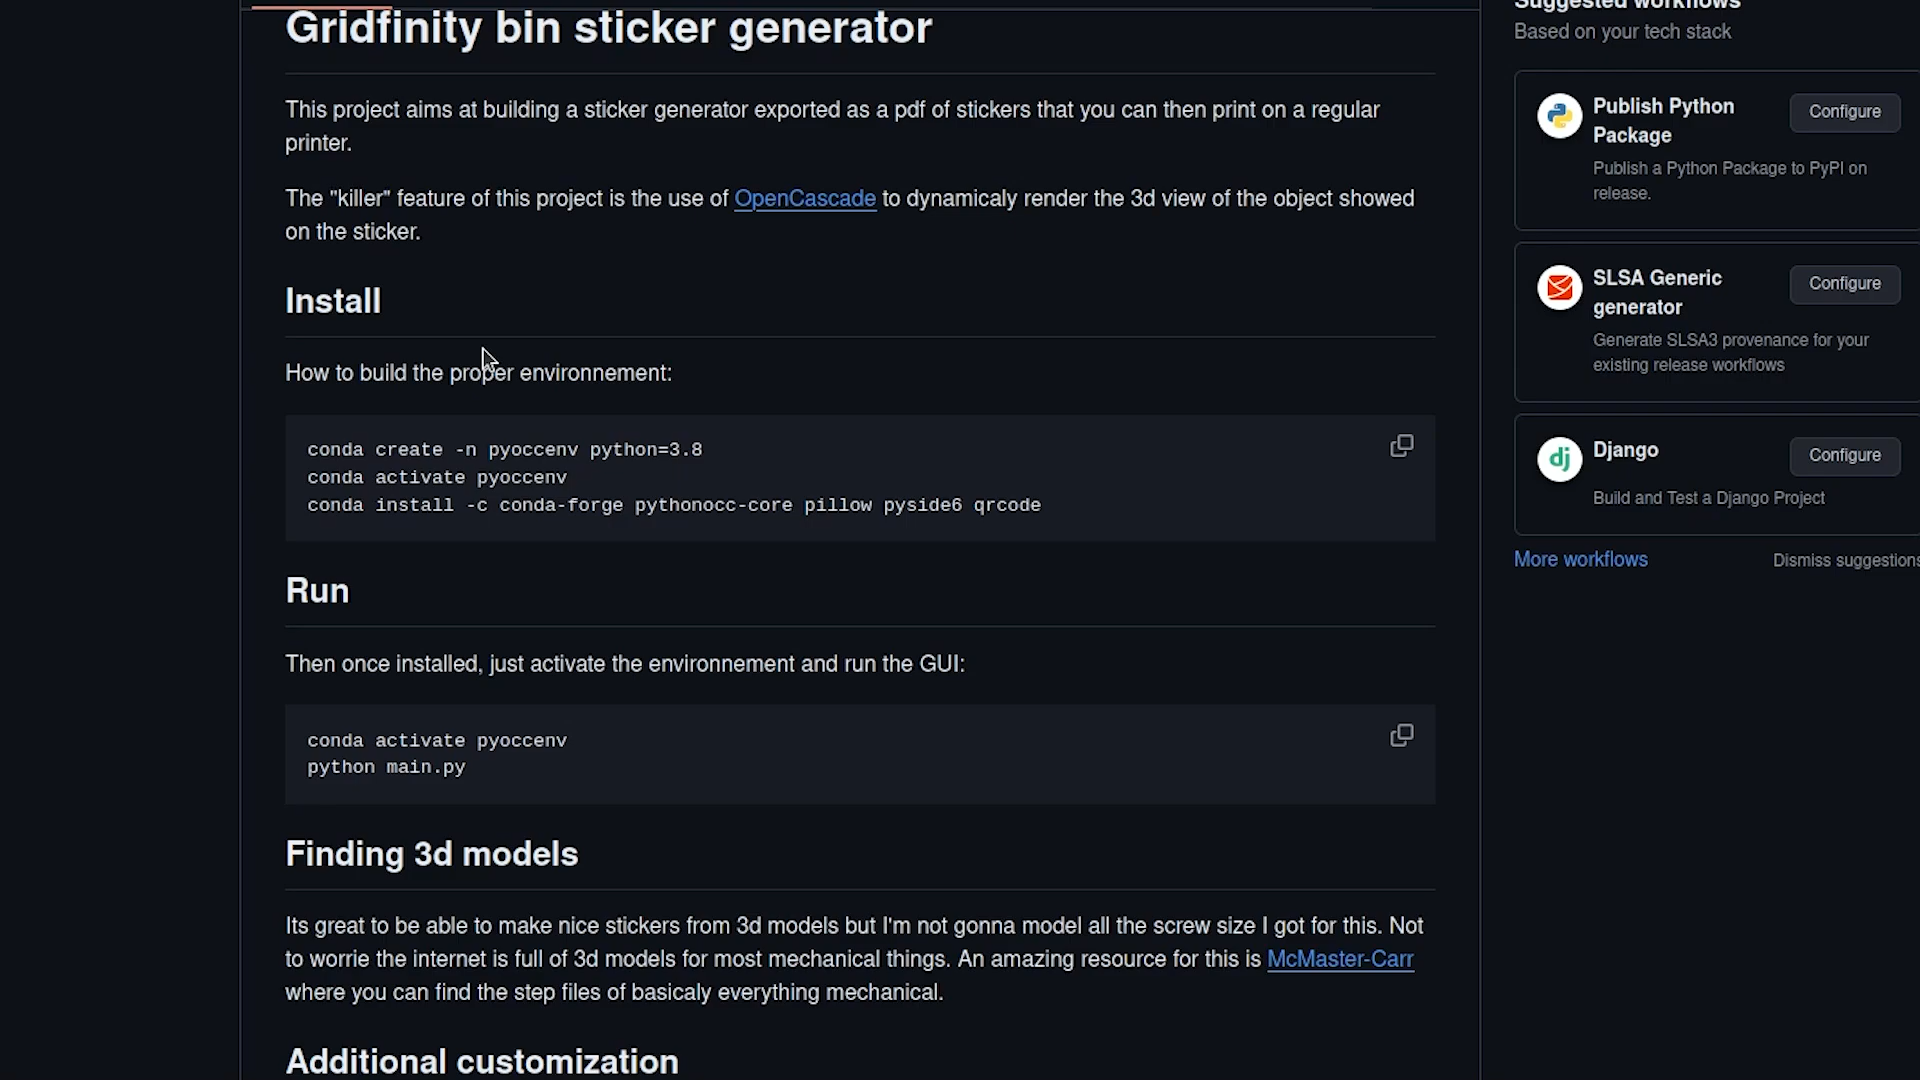 Gridfinity bin sticker generator
This project aims at building a sticker generator exported as a pdf of stickers that you can then print on a regular
printer.
The "killer" feature of this project is the use of OpenCascade to dynamicaly render the 3d view of the object showed
on the sticker.
Install
How to build the proper environnement:
conda create -n pyoccenv python=3.8
conda activate pyoccenv
conda install -c conda-forge pythonocc-core pillow pyside6 qrcode
Run
Then once installed, just activate the environnement and run the GUI:
conda activate pyoccenv
python main.py
Finding 3d models
Its great to be able to make nice stickers from 3d models but I'm not gonna model all the screw size I got for this. Not
to worrie the internet is full of 3d models for most mechanical things. An amazing resource for this is McMaster-Carr
where you can find the step files of basicaly everything mechanical.
Additional customization
Suggested workflows
Based on your tech stack
Publish Python
Package
Configure
Publish a Python Package to PyPI on
release.
SLSA Generic
generator
Configure
Generate SLSA3 provenance for your
existing release workflows
dj
Django
Configure
Build and Test a Django Project
More workflows
Dismiss suggestions